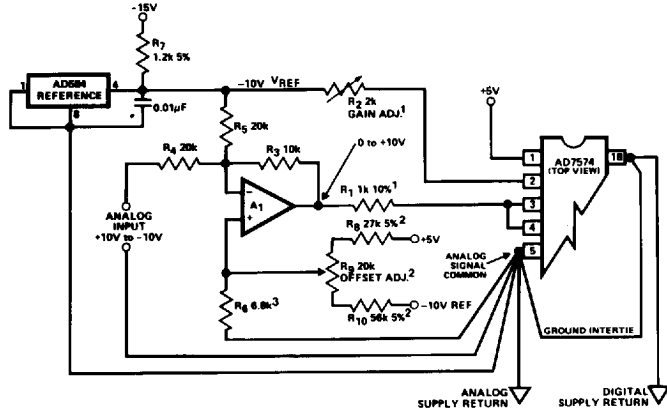 -15V
R7
1.2k 5%
1
AD584
REFERENCE
4
8
0.01µF
-10V VREF
R2 2k
GAIN ADJ.1
+5V
R5 20k
R4 20k
R3 10k
0 to +10V
1
AD7574
(TOP VIEW)
18
2
3
4
5
-
A1
+
R1 1k 10%1
ANALOG
INPUT
+10V to -10V
R8 27k 5%2
+5V
R9 20k
OFFSET ADJ.2
ANALOG
SIGNAL
COMMON
R6 6.8k3
R10 56k 5%2
-10V REF
GROUND INTERTIE
ANALOG
SUPPLY RETURN
DIGITAL
SUPPLY RETURN